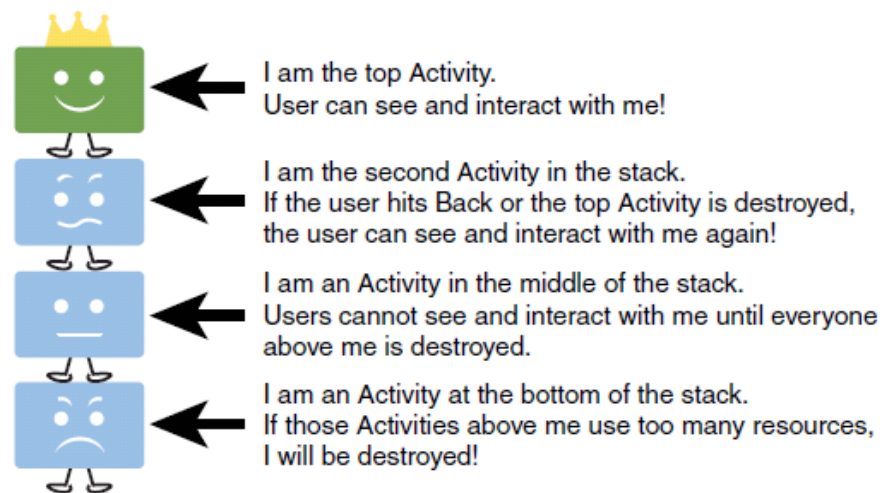 I am the top Activity.
User can see and interact with me!
I am the second Activity in the stack.
If the user hits Back or the top Activity is destroyed,
the user can see and interact with me again!
I am an Activity in the middle of the stack.
Users cannot see and interact with me until everyone
above me is destroyed.
I am an Activity at the bottom of the stack.
If those Activities above me use too many resources,
I will be destroyed!